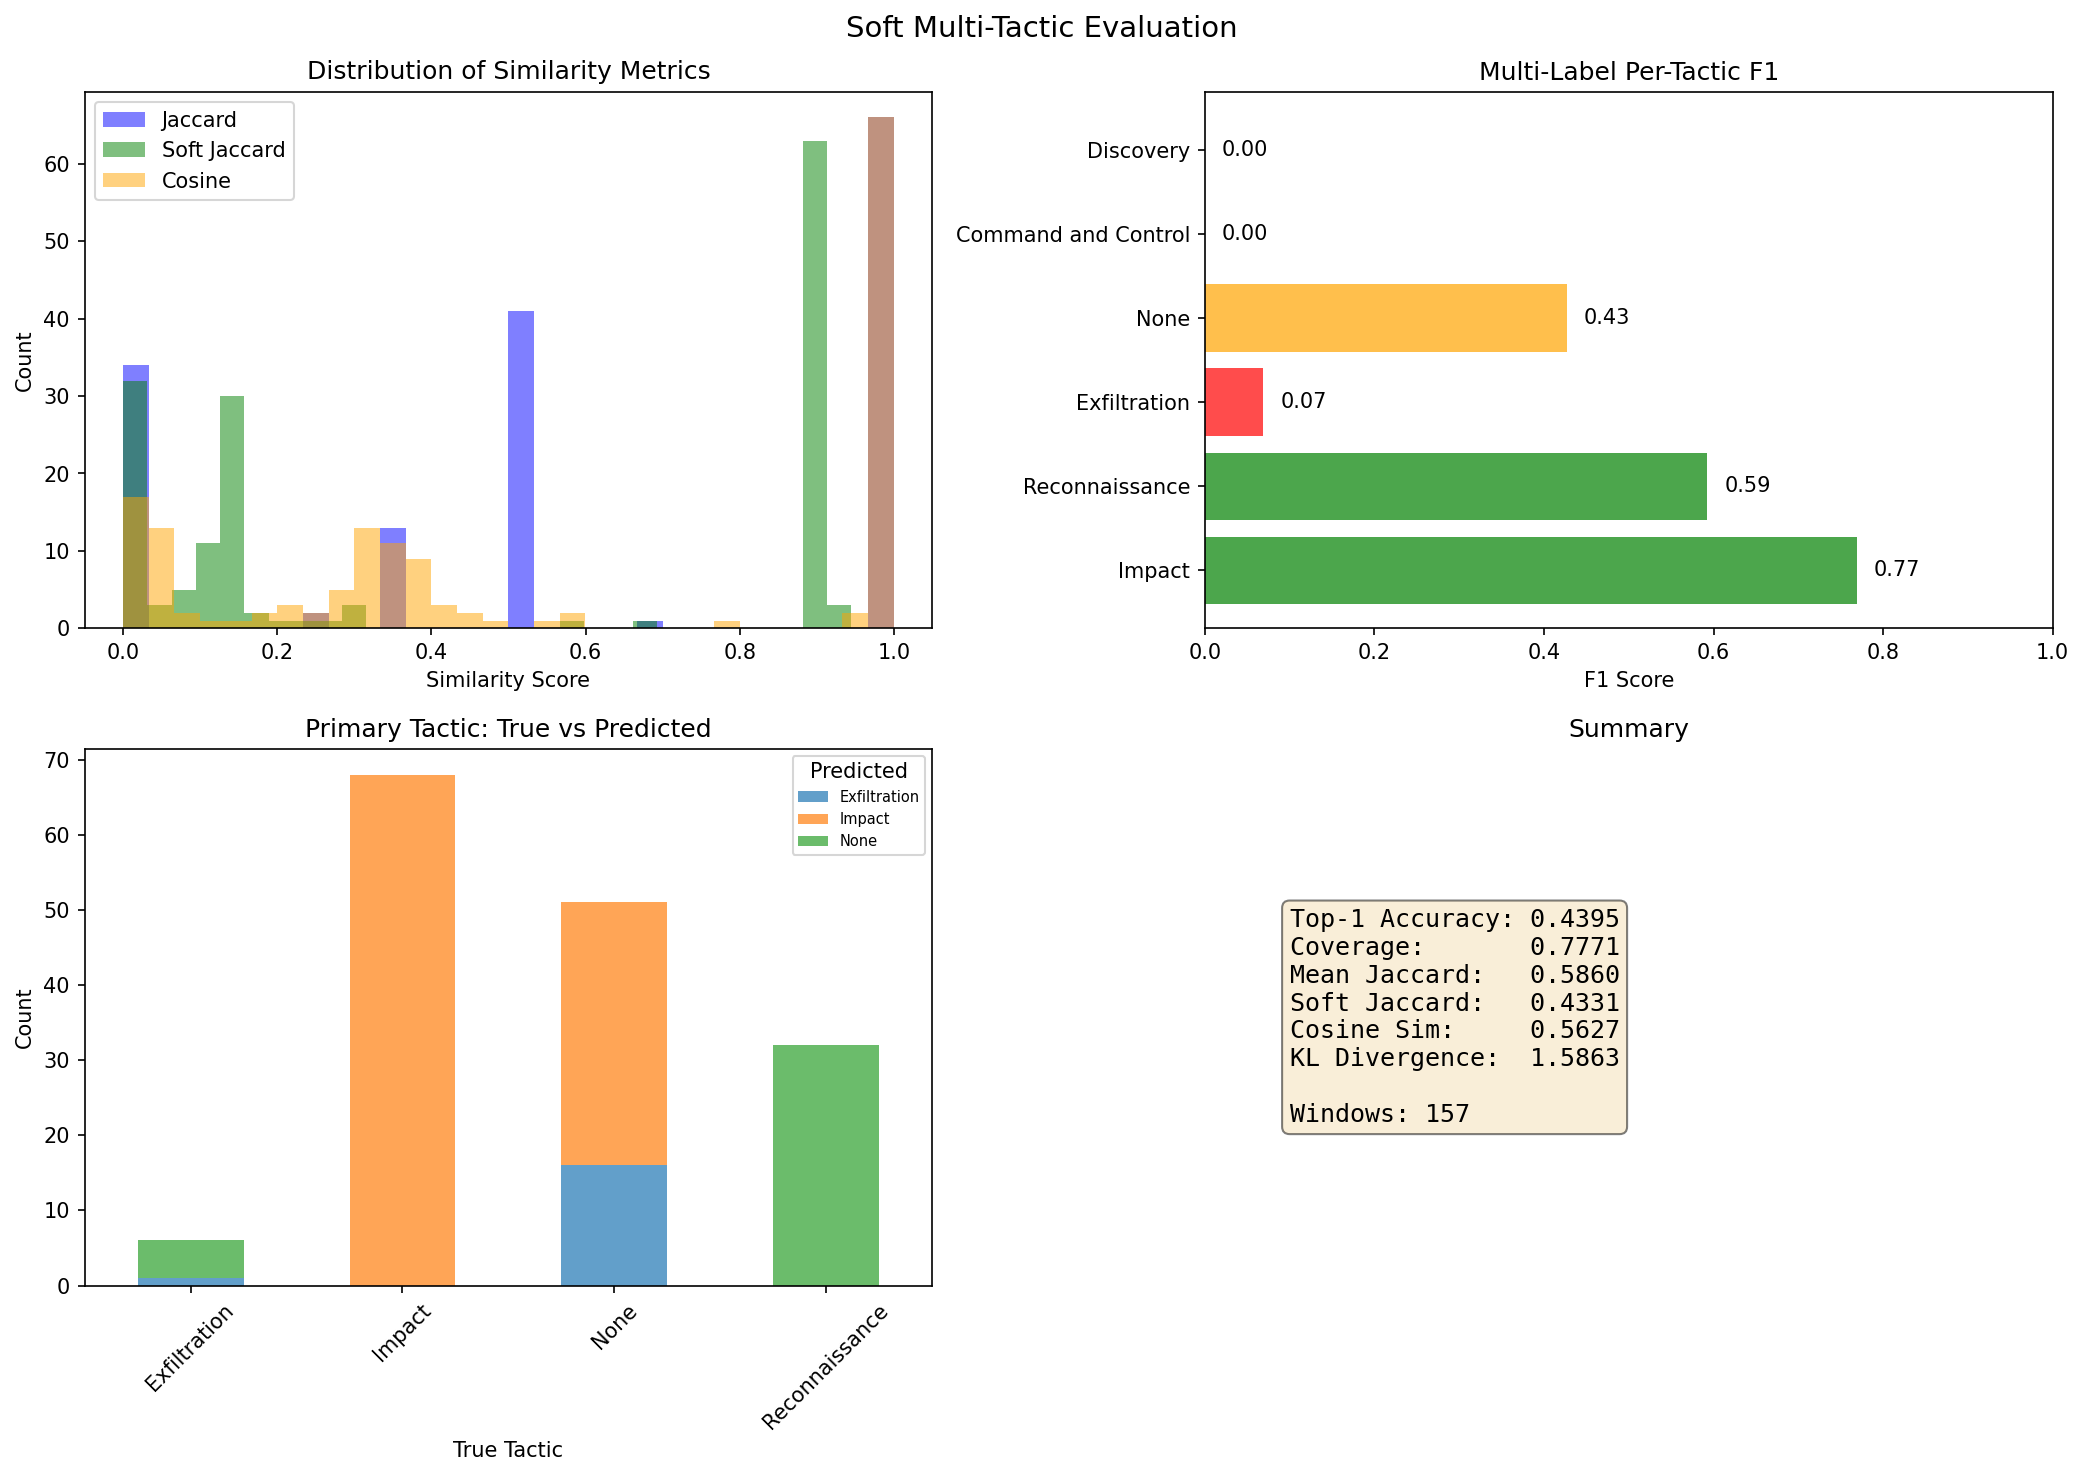 Soft Multi-Tactic Evaluation
Distribution of Similarity Metrics
Jaccard
Soft Jaccard
Cosine
60
50
40
30
20
10
0
Count
0.0 0.2 0.4 0.6 0.8 1.0
Similarity Score
Multi-Label Per-Tactic F1
Discovery 0.00
Command and Control 0.00
None 0.43
Exfiltration 0.07
Reconnaissance 0.59
Impact 0.77
0.0 0.2 0.4 0.6 0.8 1.0
F1 Score
Primary Tactic: True vs Predicted
Predicted
Exfiltration
Impact
None
70
60
50
40
30
20
10
0
Count
Exfiltration
Impact
None
Reconnaissance
True Tactic
Summary
Top-1 Accuracy: 0.4395
Coverage: 0.7771
Mean Jaccard: 0.5860
Soft Jaccard: 0.4331
Cosine Sim: 0.5627
KL Divergence: 1.5863
Windows: 157